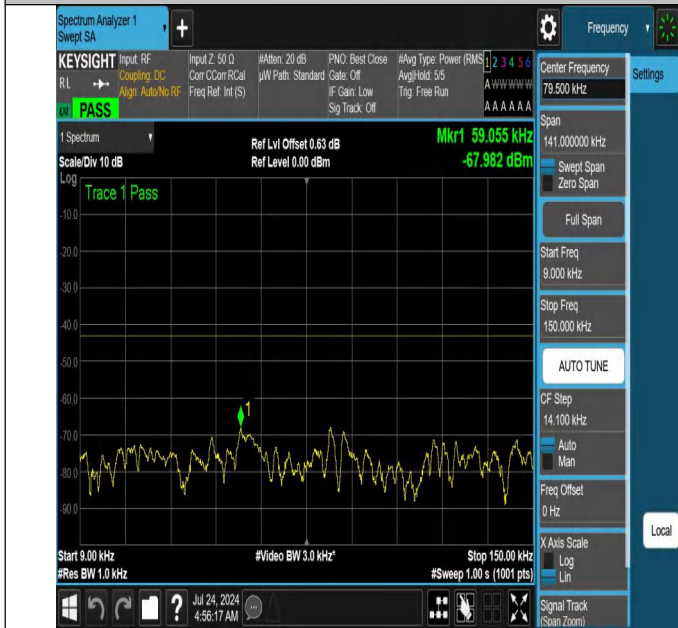 Spectrum Analyzer 1
Swept SA
+
Frequency
KEYSIGHT
RL
LXI
PASS
Input: RF
Coupling: DC
Align: Auto/No RF
Input Z: 50 Ω
Corr CCorr RCal
Freq Ref: Int (S)
#Atten: 20 dB
µW Path: Standard
PNO: Best Close
Gate: Off
IF Gain: Low
Sig Track: Off
#Avg Type: Power (RMS
Avg|Hold: 5/5
Trig: Free Run
1 2 3 4 5 6
A W W W W W
A A A A A A
1 Spectrum
Scale/Div 10 dB
Ref Lvl Offset 0.63 dB
Ref Level 0.00 dBm
Mkr1 59.055 kHz
-67.982 dBm
Log
Trace 1 Pass
-10.0
-20.0
-30.0
-40.0
-50.0
-60.0
-70.0
-80.0
-90.0
1
Start 9.00 kHz
#Res BW 1.0 kHz
#Video BW 3.0 kHz*
Stop 150.00 kHz
#Sweep 1.00 s (1001 pts)
?
Jul 24, 2024
4:56:17 AM
Center Frequency
79.500 kHz
Settings
Span
141.000000 kHz
Swept Span
Zero Span
Full Span
Start Freq
9.000 kHz
Stop Freq
150.000 kHz
AUTO TUNE
CF Step
14.100 kHz
Auto
Man
Freq Offset
0 Hz
X Axis Scale
Log
Lin
Local
Signal Track
(Span Zoom)